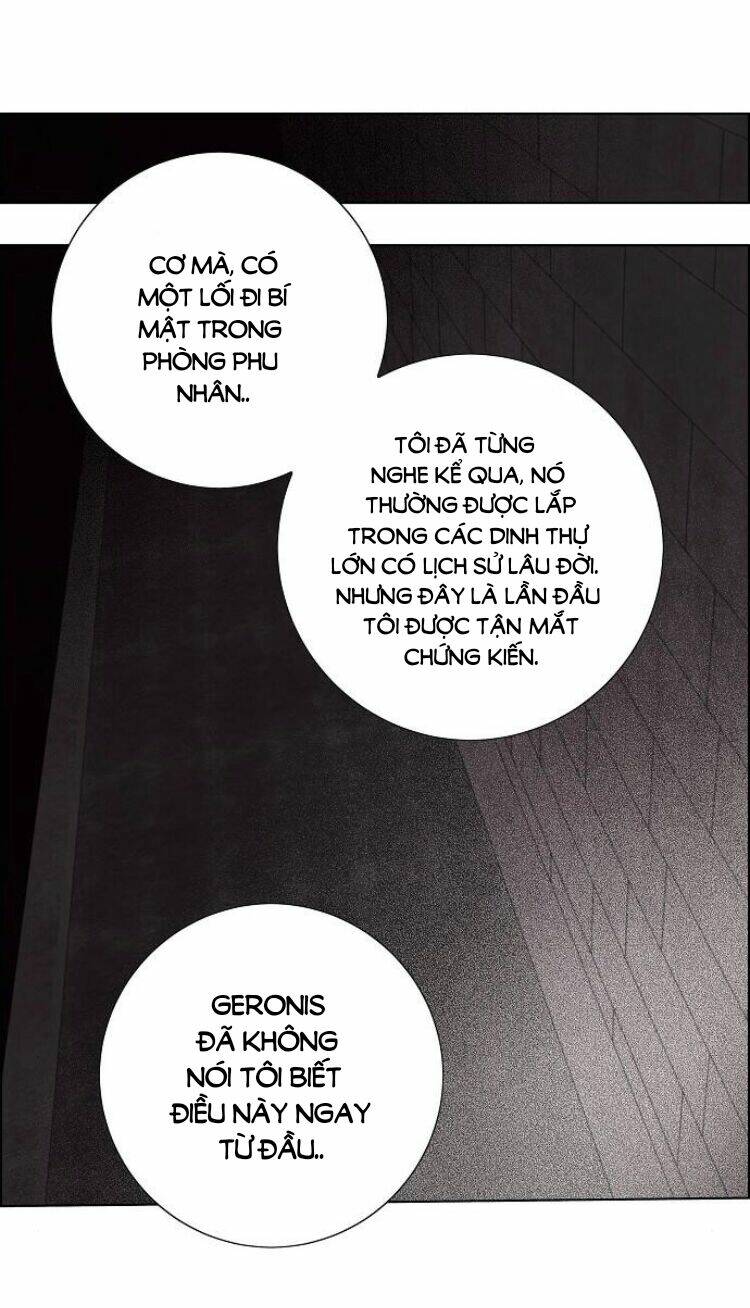 CƠ MÀ, CÓ
MỘT LỐI ĐI BÍ
MẬT TRONG
PHÒNG PHU
NHÂN..
TÔI ĐÃ TỪNG
NGHE KỂ QUA, NÓ
THƯỜNG ĐƯỢC LẮP
TRONG CÁC DINH THỰ
LỚN CÓ LỊCH SỬ LÂU ĐỜI.
NHƯNG ĐÂY LÀ LẦN ĐẦU
TÔI ĐƯỢC TẬN MẮT
CHỨNG KIẾN.
GERONIS
ĐÃ KHÔNG
NÓI TÔI BIẾT
ĐIỀU NÀY NGAY
TỪ ĐẦU..